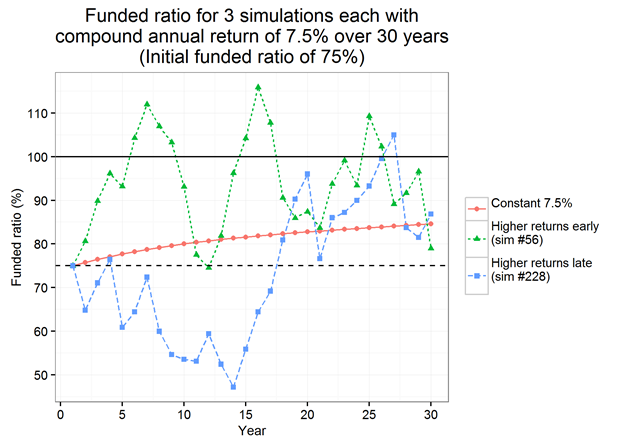 Funded ratio for 3 simulations each with
compound annual return of 7.5% over 30 years
(Initial funded ratio of 75%)
Funded ratio (%)
110
100
90
80
70
60
50
0 5 10 15 20 25 30
Year
Constant 7.5%
Higher returns early
(sim #56)
Higher returns late
(sim #228)